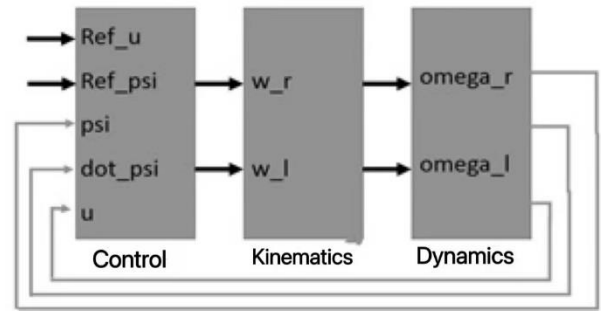 Ref_u
Ref_psi
psi
dot_psi
u
w_r
w_l
omega_r
omega_l
Control
Kinematics
Dynamics